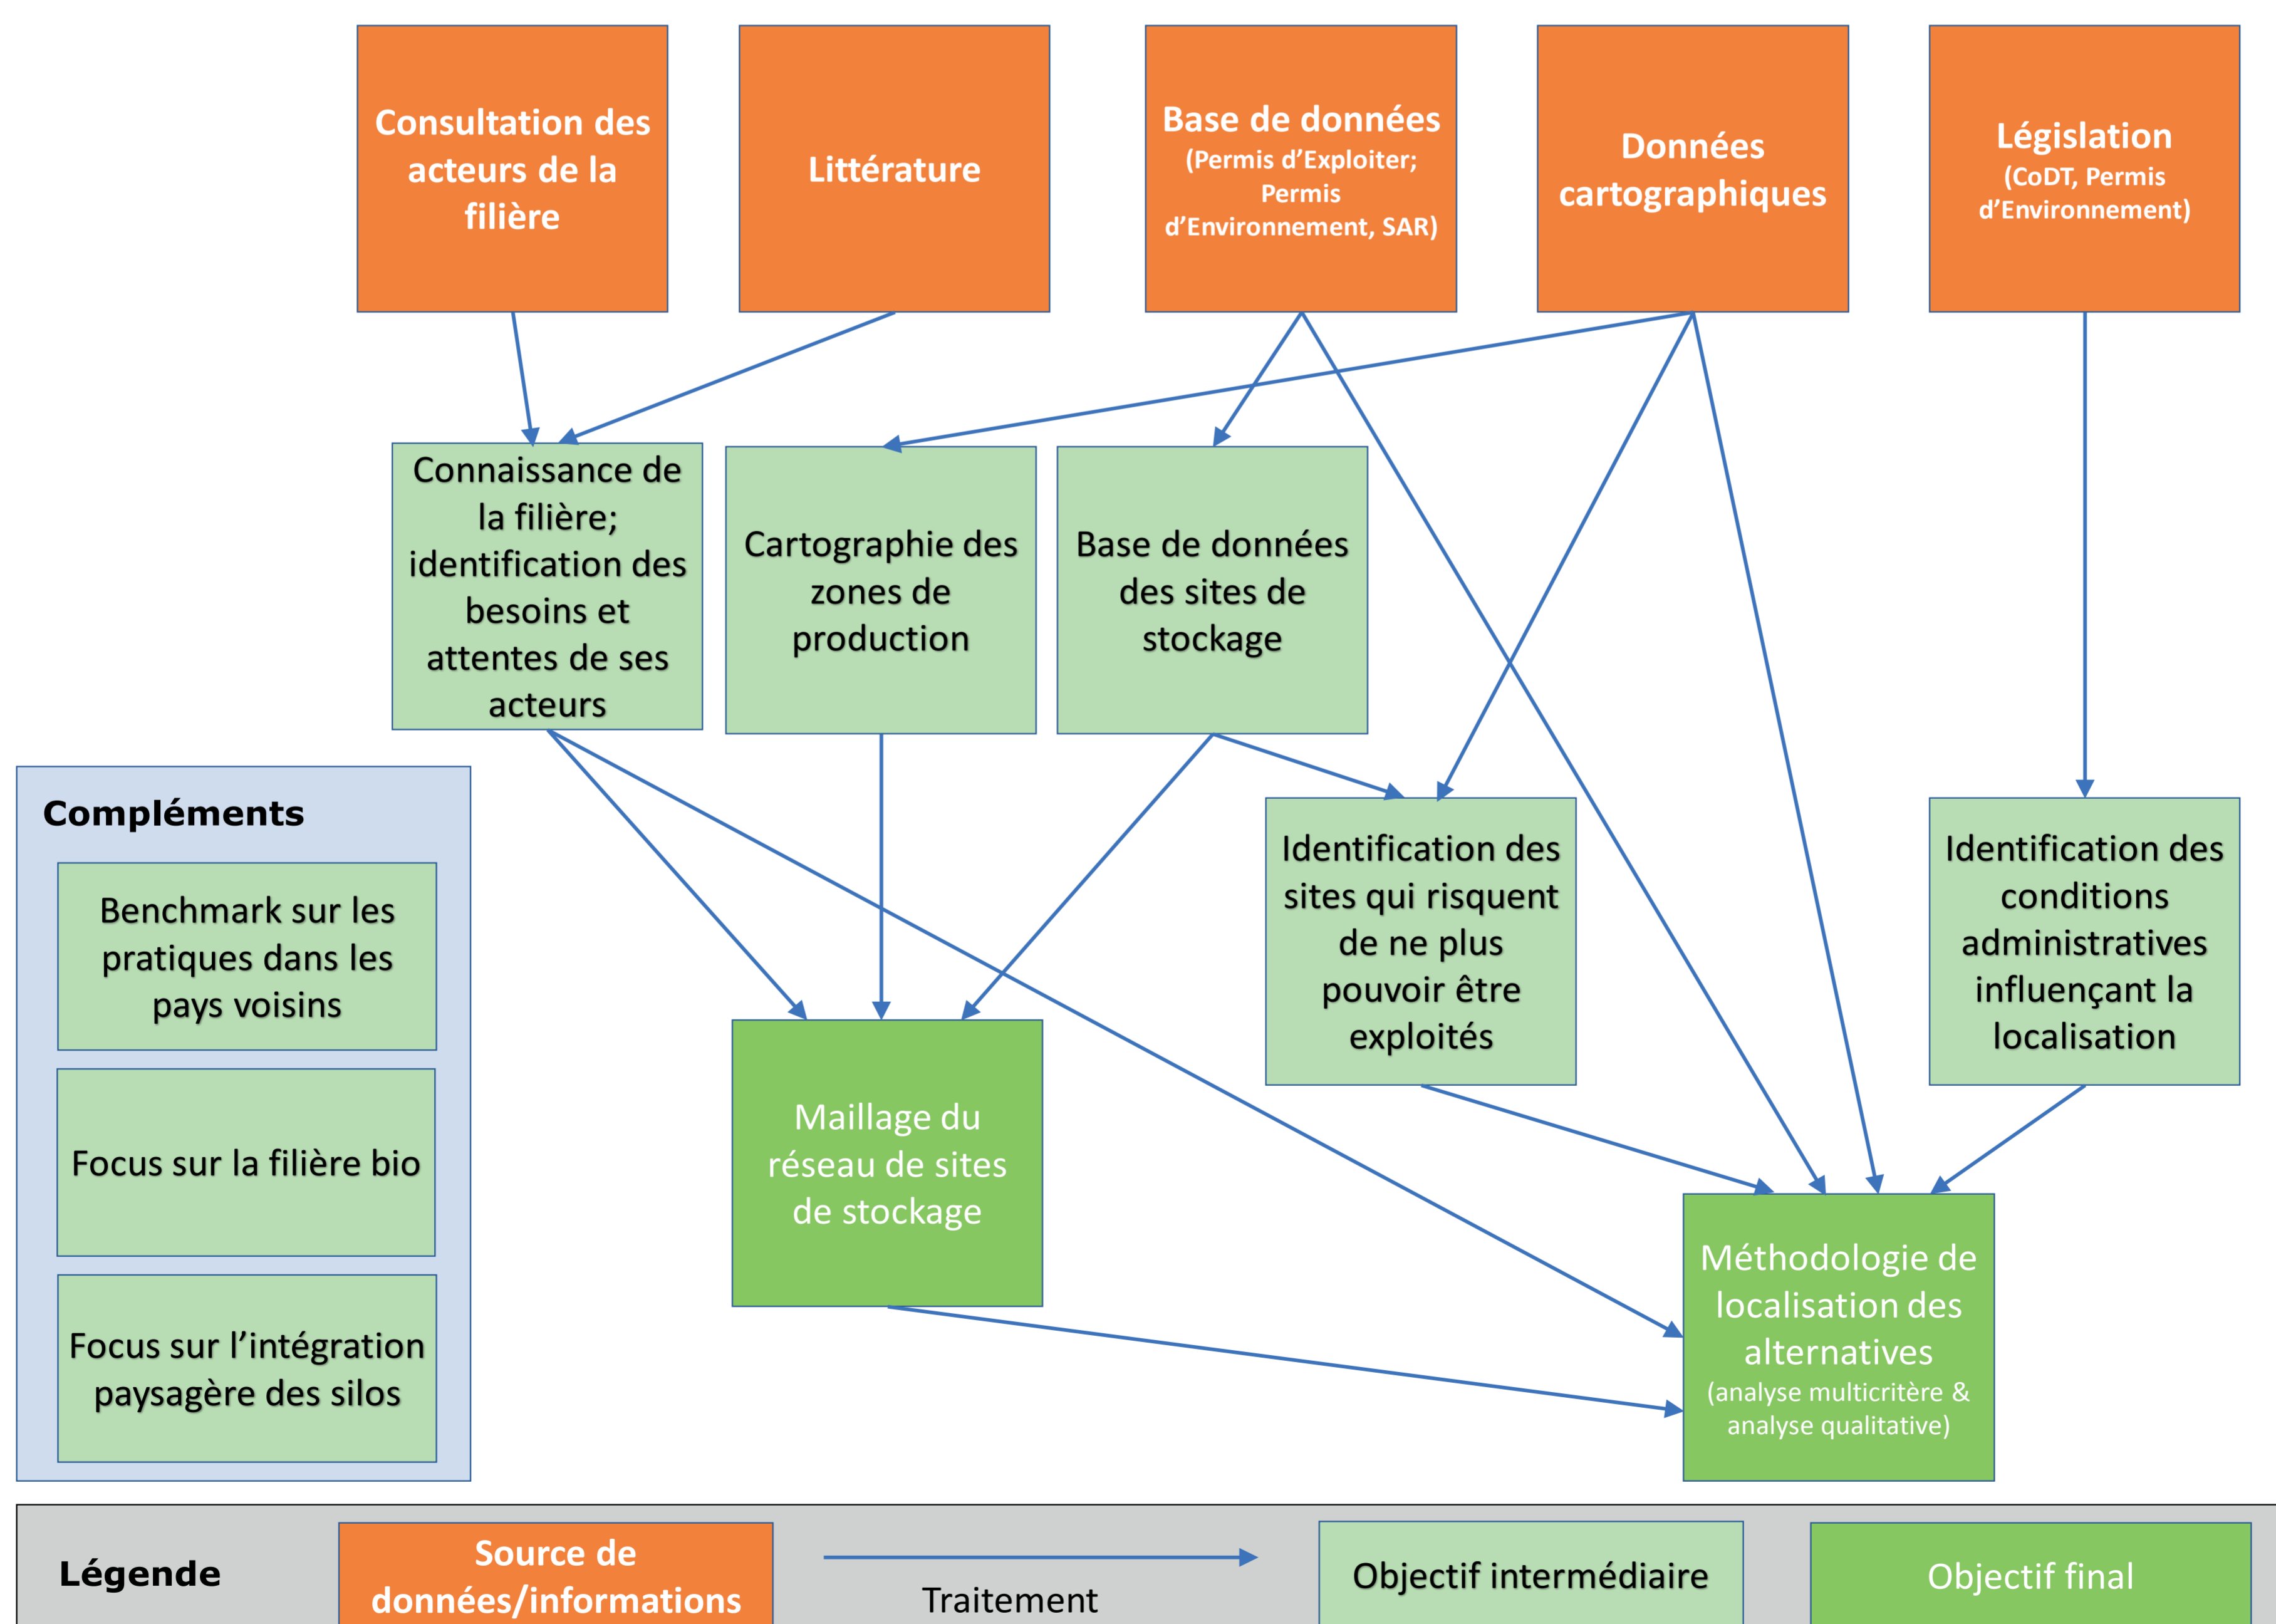 Consultation des
acteurs de la
filière
Littérature
Base de données
(Permis d’Exploiter;
Permis
d’Environnement, SAR)
Données
cartographiques
Législation
(CoDT, Permis
d’Environnement)
Connaissance de
la filière;
identification des
besoins et
attentes de ses
acteurs
Cartographie des
zones de
production
Base de données
des sites de
stockage
Compléments
Benchmark sur les
pratiques dans les
pays voisins
Focus sur la filière bio
Focus sur l’intégration
paysagère des silos
Identification des
sites qui risquent
de ne plus
pouvoir être
exploités
Identification des
conditions
administratives
influençant la
localisation
Maillage du
réseau de sites
de stockage
Méthodologie de
localisation des
alternatives
(analyse multicritère &
analyse qualitative)
Légende
Source de
données/informations
Traitement
Objectif intermédiaire
Objectif final